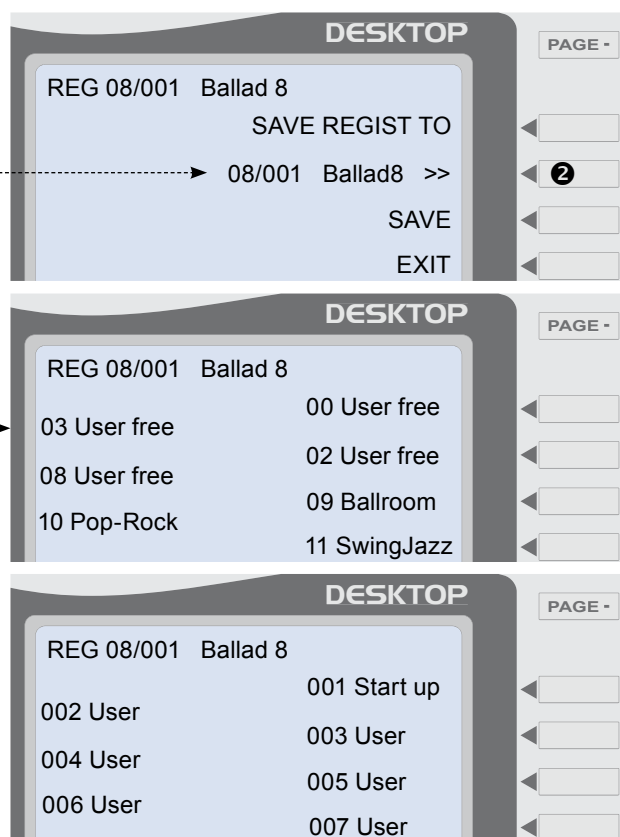 DESKTOP
PAGE -
REG 08/001 Ballad 8
SAVE REGIST TO
08/001 Ballad8 >>
❷
SAVE
EXIT
DESKTOP
PAGE -
REG 08/001 Ballad 8
00 User free
03 User free
02 User free
08 User free
09 Ballroom
10 Pop-Rock
11 SwingJazz
DESKTOP
PAGE -
REG 08/001 Ballad 8
001 Start up
002 User
003 User
004 User
005 User
006 User
007 User